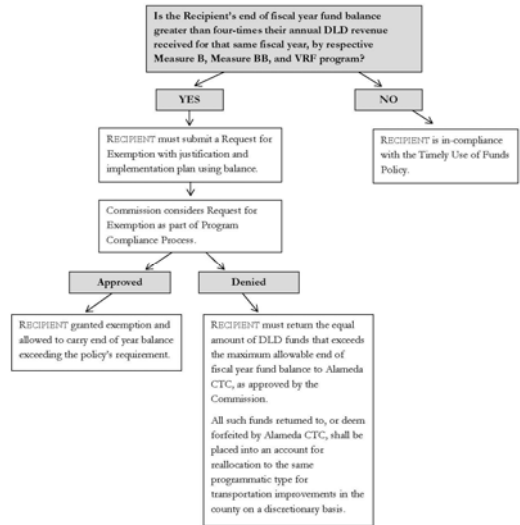 Is the Recipient's end of fiscal year fund balance
greater than four-times their annual DLD revenue
received for that same fiscal year, by respective
Measure B, Measure BB, and VRF program?
YES
NO
RECIPIENT must submit a Request for
Exemption with justification and
implementation plan using balance.
RECIPIENT is in-compliance
with the Timely Use of Funds
Policy.
Commission considers Request for
Exemption as part of Program
Compliance Process.
Approved
Denied
RECIPIENT granted exemption and
allowed to carry end of year balance
exceeding the policy's requirement.
RECIPIENT must return the equal
amount of DLD funds that exceeds
the maximum allowable end of
fiscal year fund balance to Alameda
CTC, as approved by the
Commission.
All such funds returned to, or deem
forfeited by Alameda CTC, shall be
placed into an account for
reallocation to the same
programmatic type for
transportation improvements in the
county on a discretionary basis.